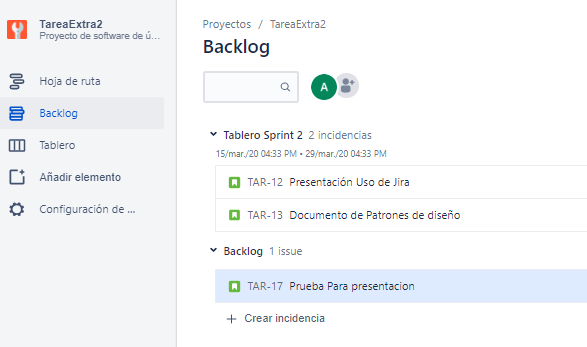 TareaExtra2
Proyecto de software de ú...
Hoja de ruta
Backlog
Tablero
Añadir elemento
Configuración de ...
Proyectos / TareaExtra2
Backlog
A
Tablero Sprint 2 2 incidencias
15/mar./20 04:33 PM • 29/mar./20 04:33 PM
TAR-12 Presentación Uso de Jira
TAR-13 Documento de Patrones de diseño
Backlog 1 issue
TAR-17 Prueba Para presentacion
+ Crear incidencia